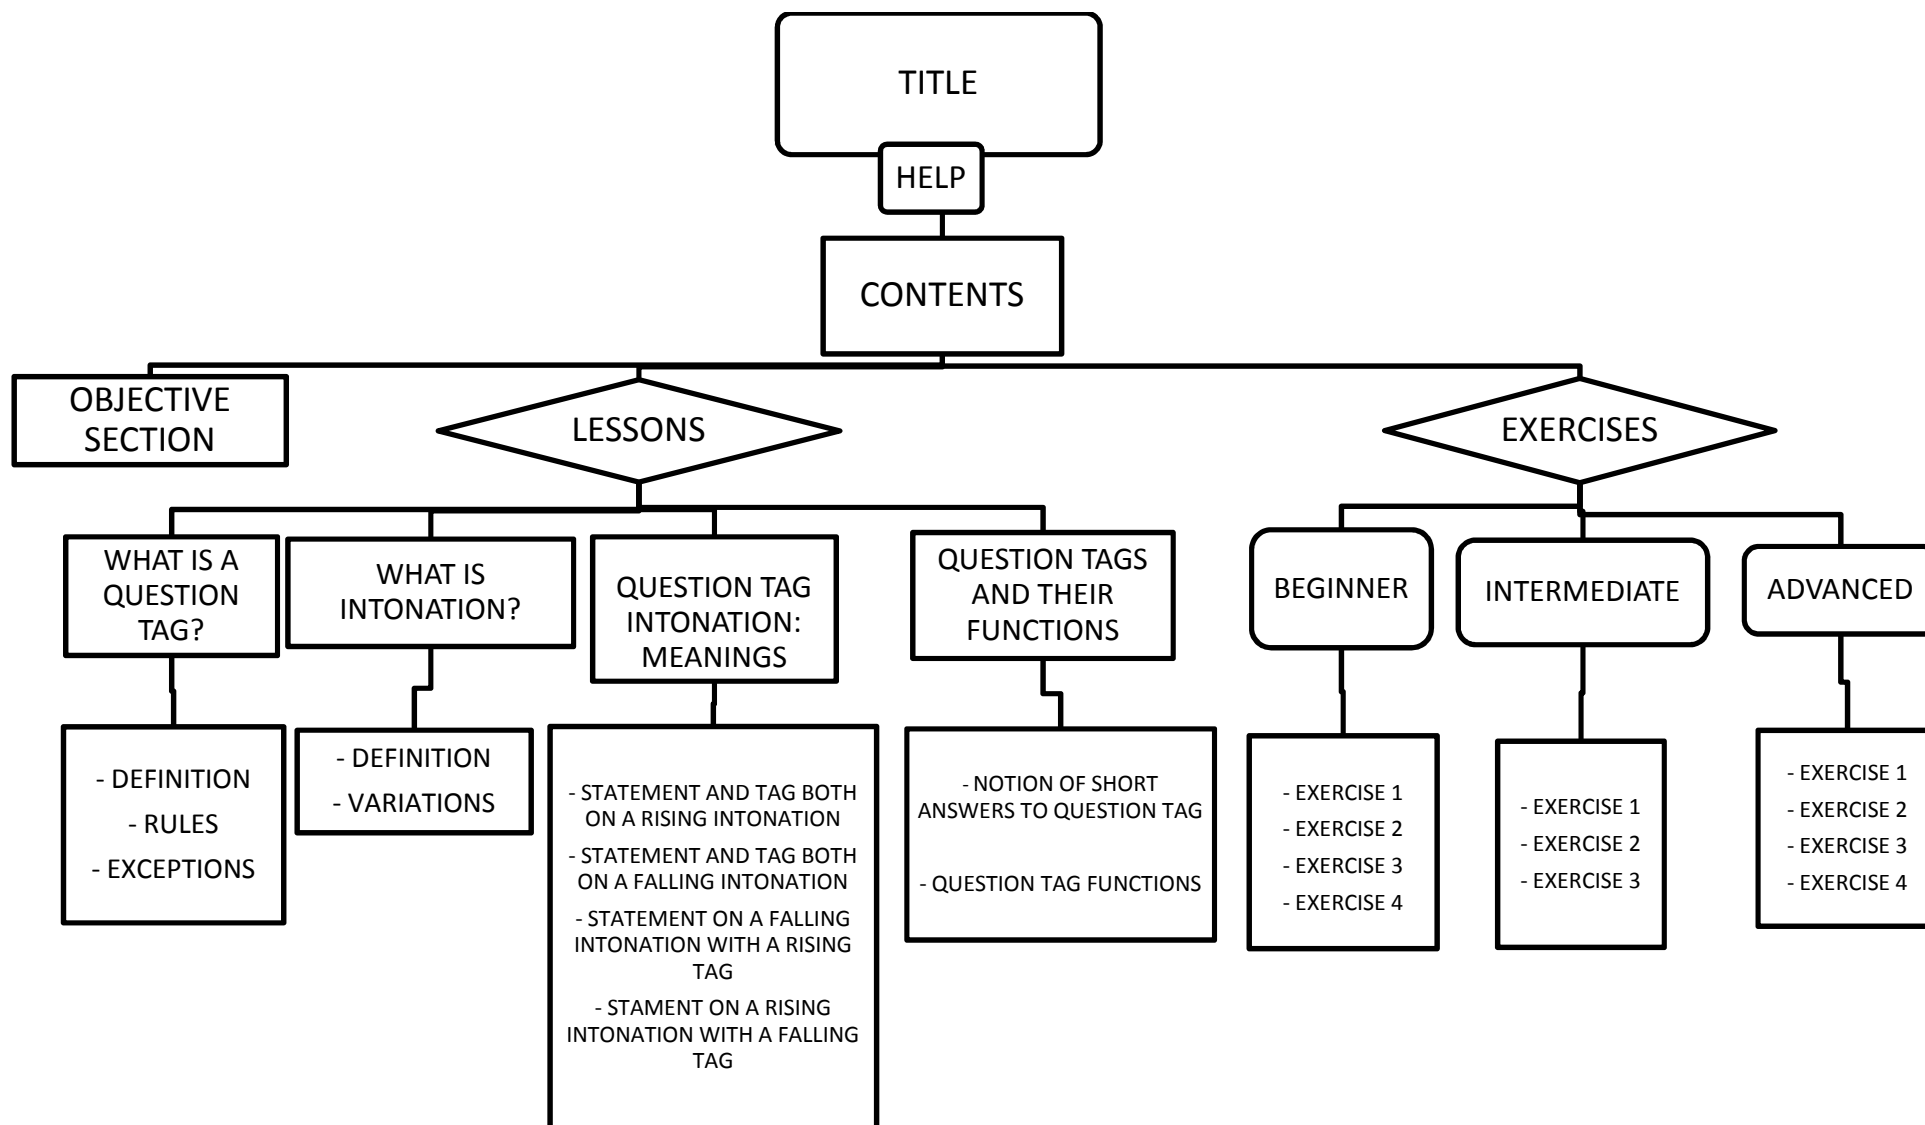 TITLE
HELP
CONTENTS
OBJECTIVE
SECTION
LESSONS
EXERCISES
WHAT IS A
QUESTION
TAG?
WHAT IS
INTONATION?
QUESTION TAG
INTONATION:
MEANINGS
QUESTION TAGS
AND THEIR
FUNCTIONS
BEGINNER
INTERMEDIATE
ADVANCED
- DEFINITION
- RULES
- EXCEPTIONS
- DEFINITION
- VARIATIONS
- STATEMENT AND TAG BOTH
ON A RISING INTONATION
- STATEMENT AND TAG BOTH
ON A FALLING INTONATION
- STATEMENT ON A FALLING
INTONATION WITH A RISING
TAG
- STAMENT ON A RISING
INTONATION WITH A FALLING
TAG
- NOTION OF SHORT
ANSWERS TO QUESTION TAG
- QUESTION TAG FUNCTIONS
- EXERCISE 1
- EXERCISE 2
- EXERCISE 3
- EXERCISE 4
- EXERCISE 1
- EXERCISE 2
- EXERCISE 3
- EXERCISE 1
- EXERCISE 2
- EXERCISE 3
- EXERCISE 4